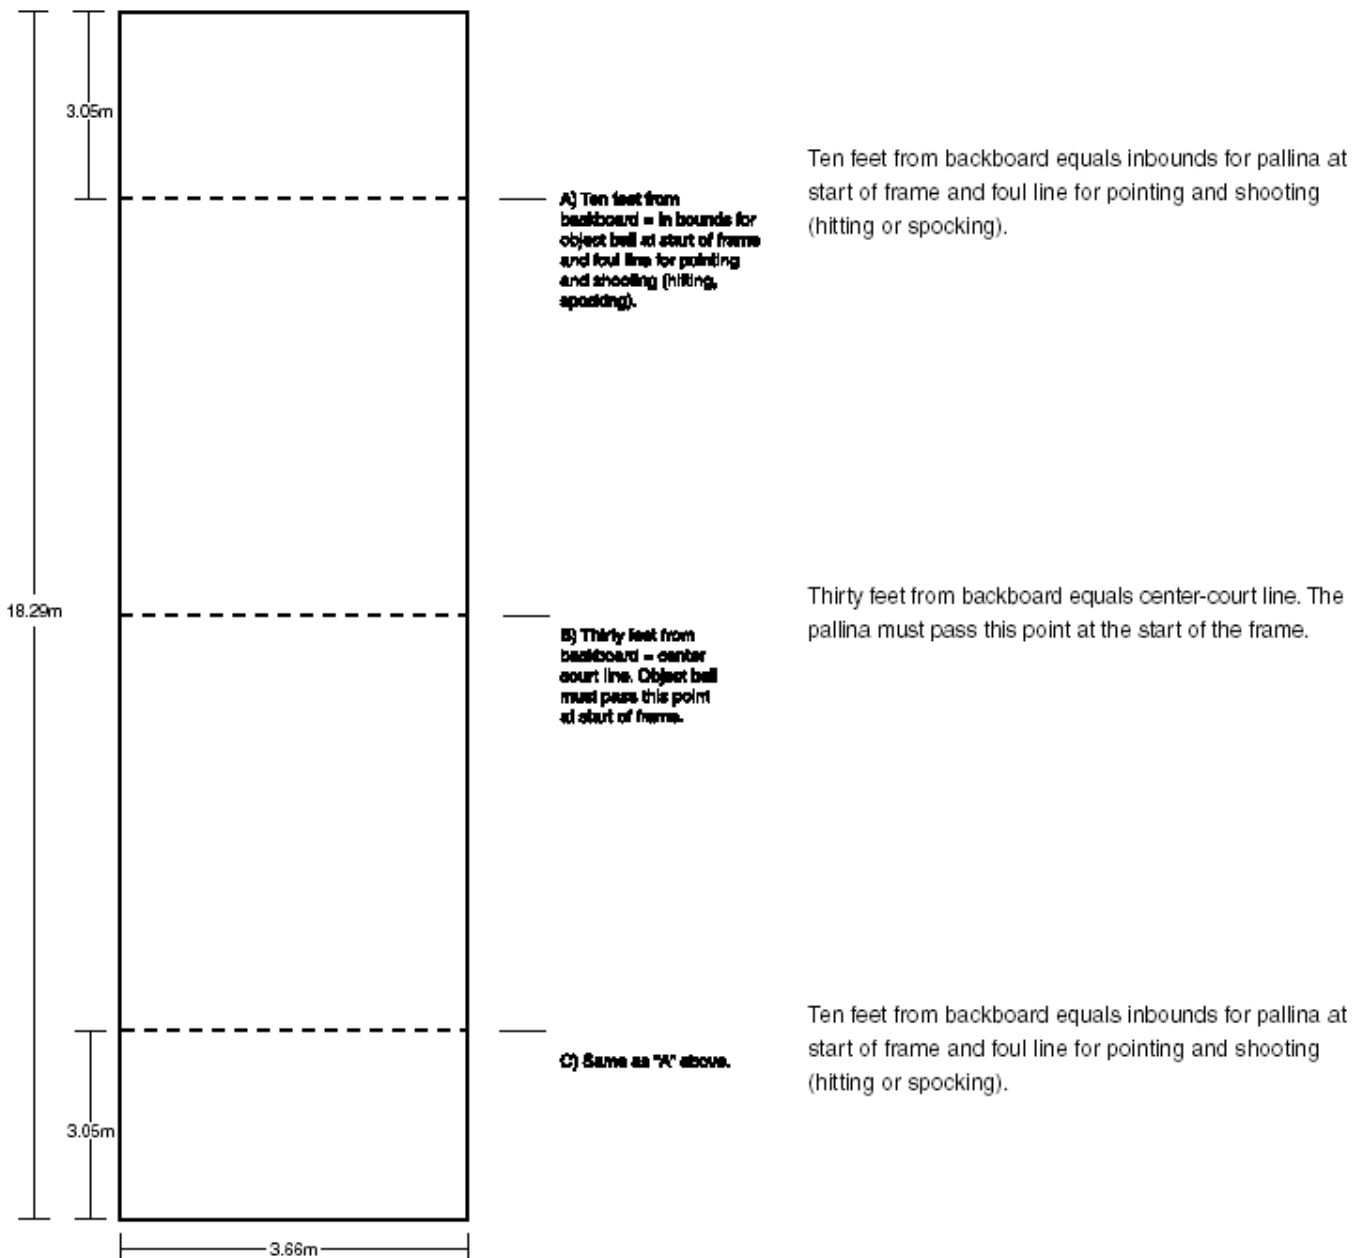 3.05m
Ten feet from backboard equals inbounds for pallina at
start of frame and foul line for pointing and shooting
(hitting or spocking).
A) Ten feet from
backboard = in bounds for
object ball at start of frame
and foul line for pointing
and shooting (hitting,
spocking).
18.29m
Thirty feet from backboard equals center-court line. The
pallina must pass this point at the start of the frame.
B) Thirty feet from
backboard = center
court line. Object ball
must pass this point
at start of frame.
Ten feet from backboard equals inbounds for pallina at
start of frame and foul line for pointing and shooting
(hitting or spocking).
C) Same as "A" above.
3.05m
3.66m